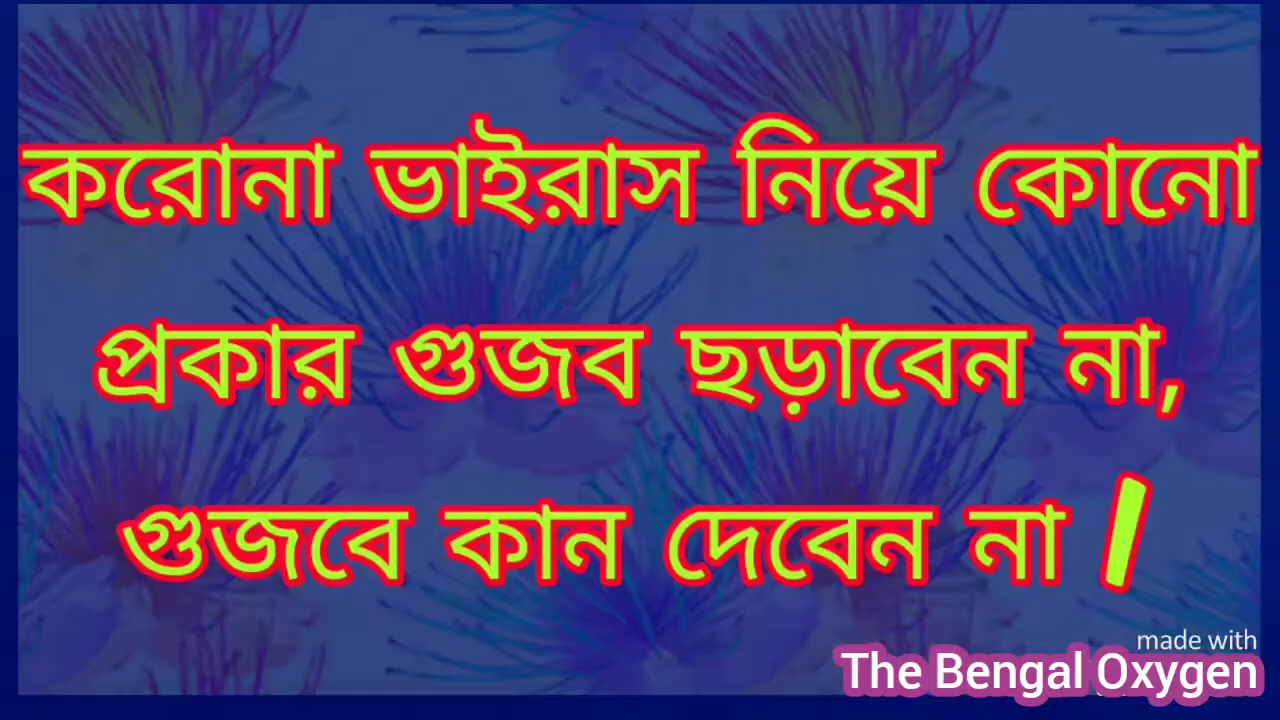 করোনা ভাইরাস নিয়ে কোনো
প্রকার গুজব ছড়াবেন না,
গুজবে কান দেবেন না।
made with
The Bengal Oxygen